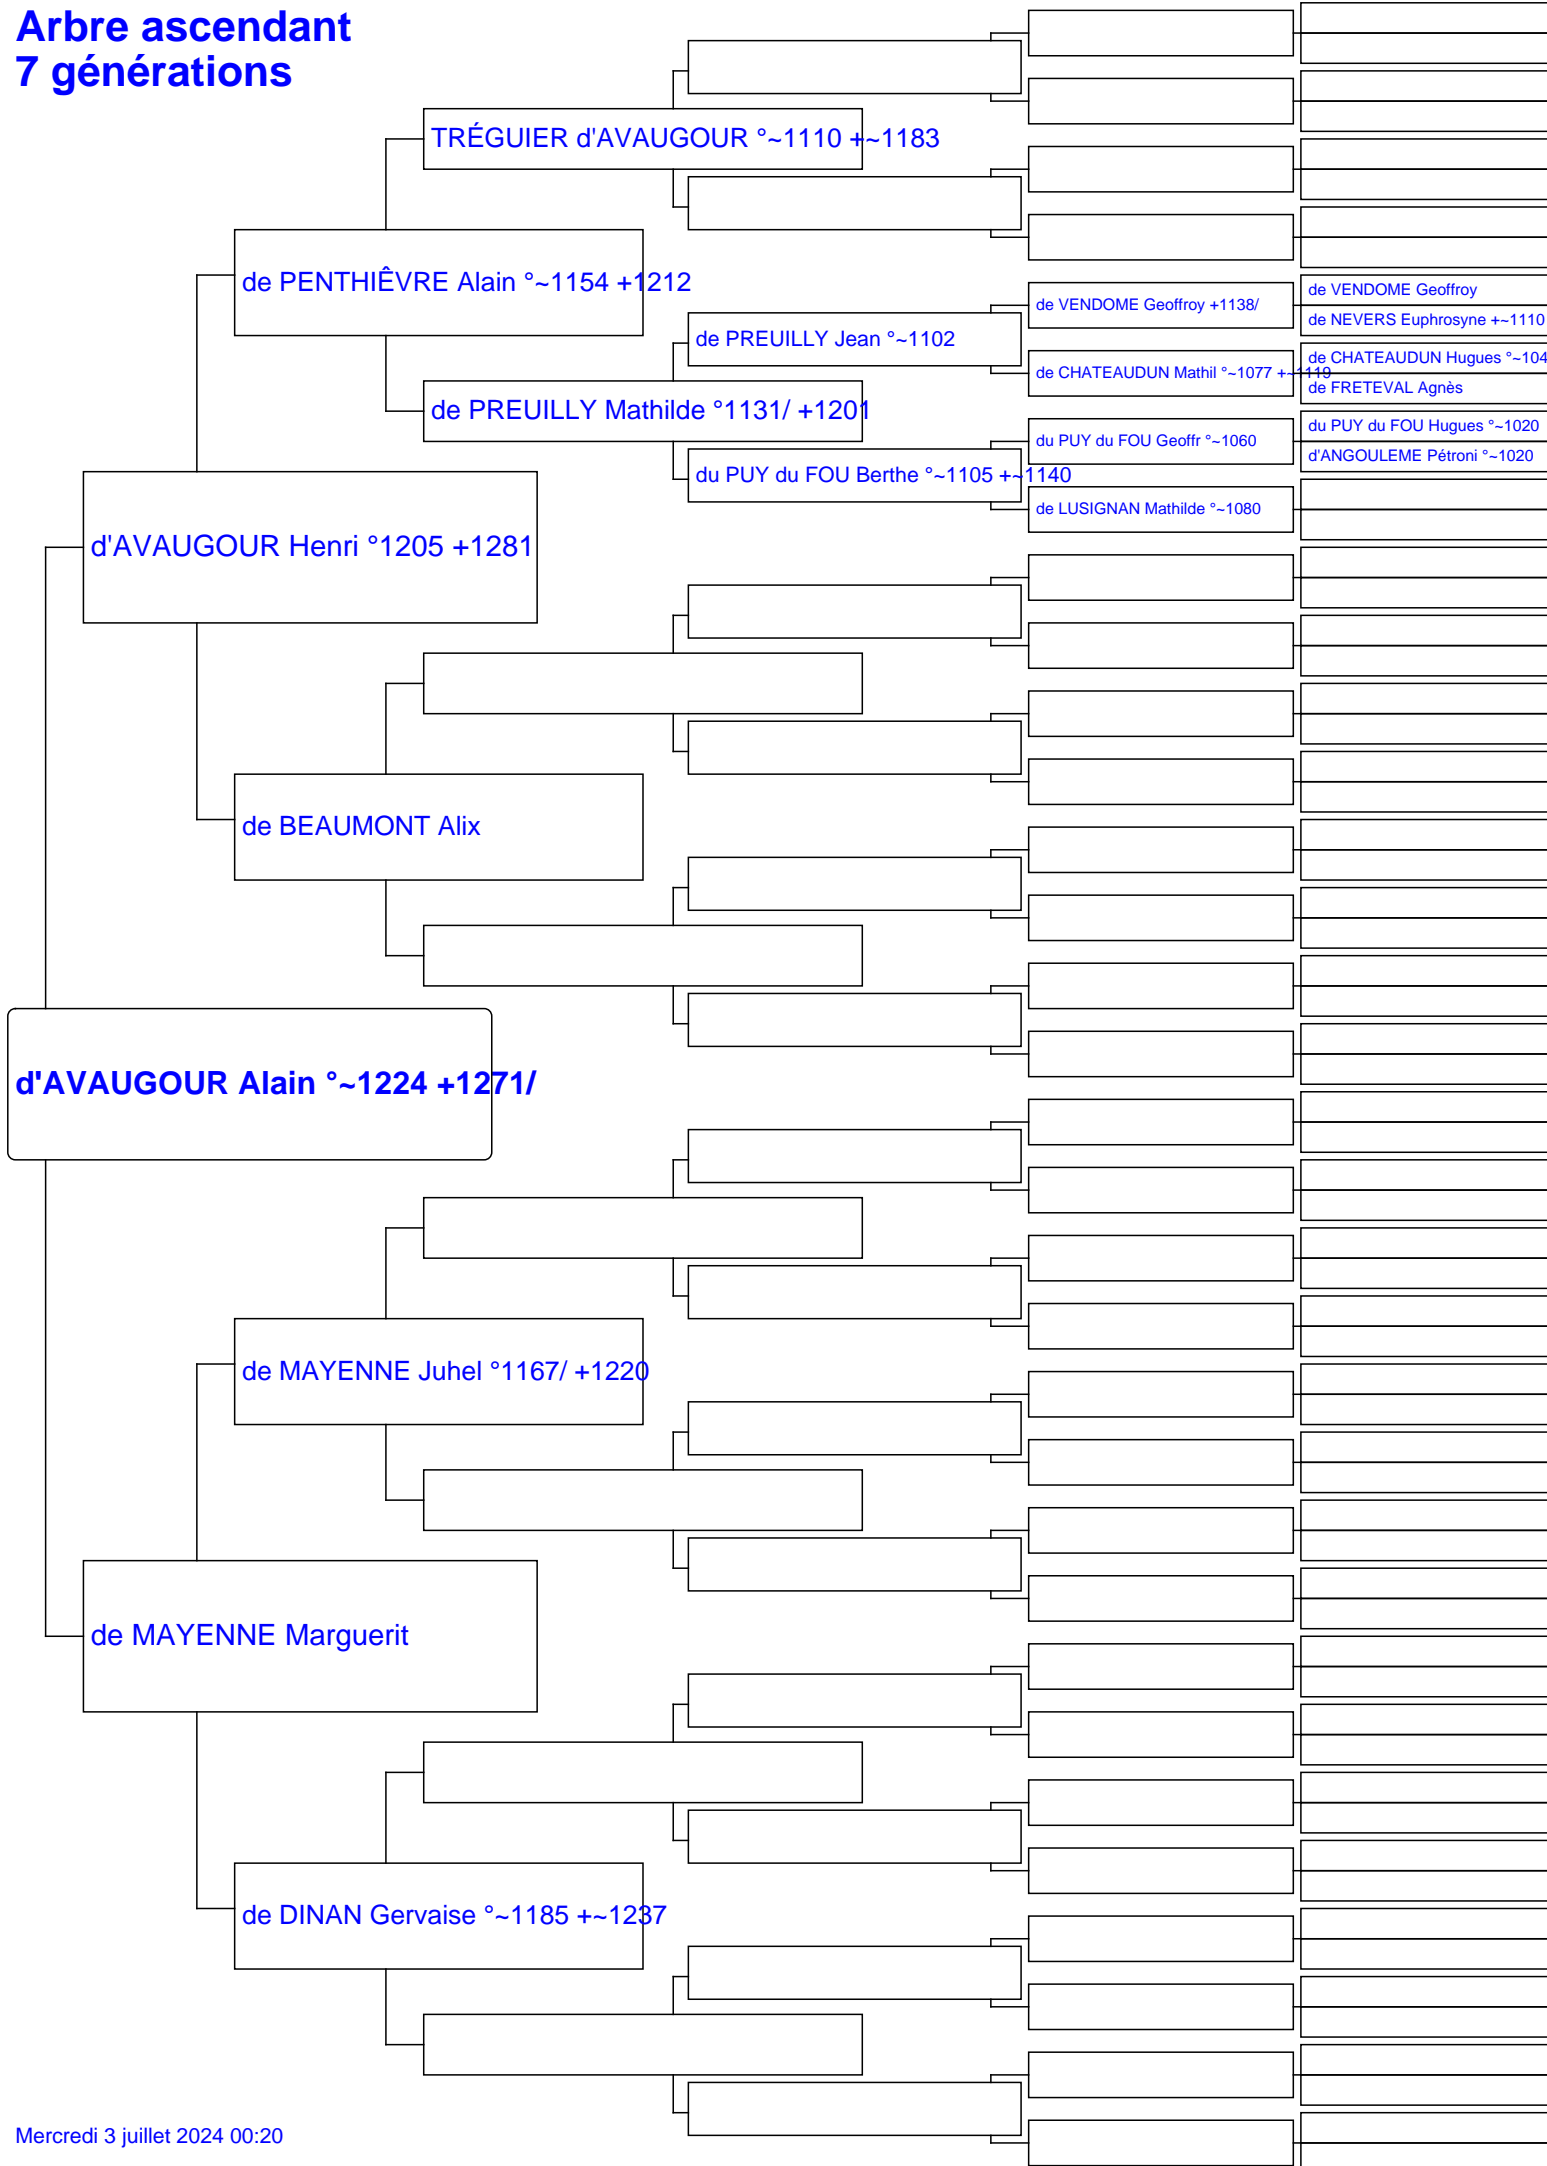 Arbre ascendant
7 générations
TRÉGUIER d'AVAUGOUR °~1110 +~1183
de PENTHIÊVRE Alain °~1154 +1212
de VENDOME Geoffroy
de VENDOME Geoffroy +1138/
de NEVERS Euphrosyne +~1110
de PREUILLY Jean °~1102
de CHATEAUDUN Hugues °~104
de CHATEAUDUN Mathil °~1077 +~1119
de FRETEVAL Agnès
de PREUILLY Mathilde °1131/ +1201
du PUY du FOU Hugues °~1020
du PUY du FOU Geoffr °~1060
d'ANGOULEME Pétroni °~1020
du PUY du FOU Berthe °~1105 +~1140
de LUSIGNAN Mathilde °~1080
d'AVAUGOUR Henri °1205 +1281
de BEAUMONT Alix
d'AVAUGOUR Alain °~1224 +1271/
de MAYENNE Juhel °1167/ +1220
de MAYENNE Marguerit
de DINAN Gervaise °~1185 +~1237
Mercredi 3 juillet 2024 00:20